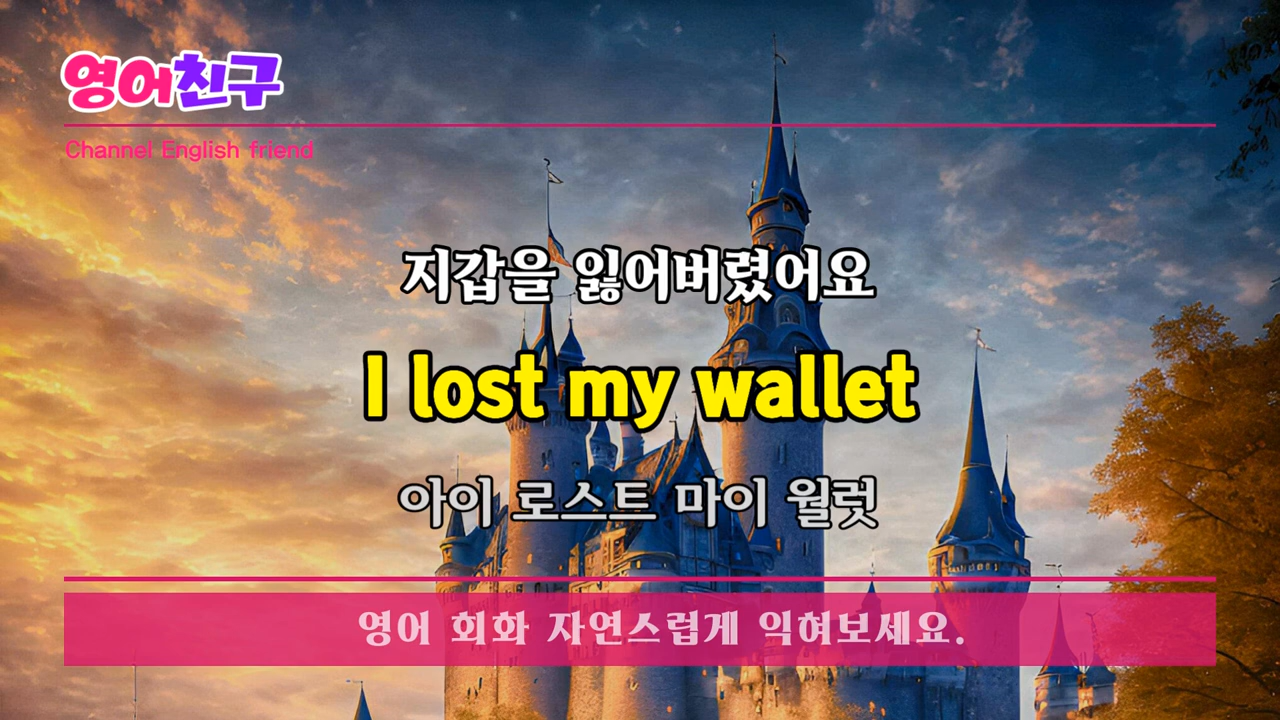 영어친구
Channel English friend
지갑을 잃어버렸어요
I lost my wallet
아이 로스트 마이 월럿
영어 회화 자연스럽게 익혀보세요.